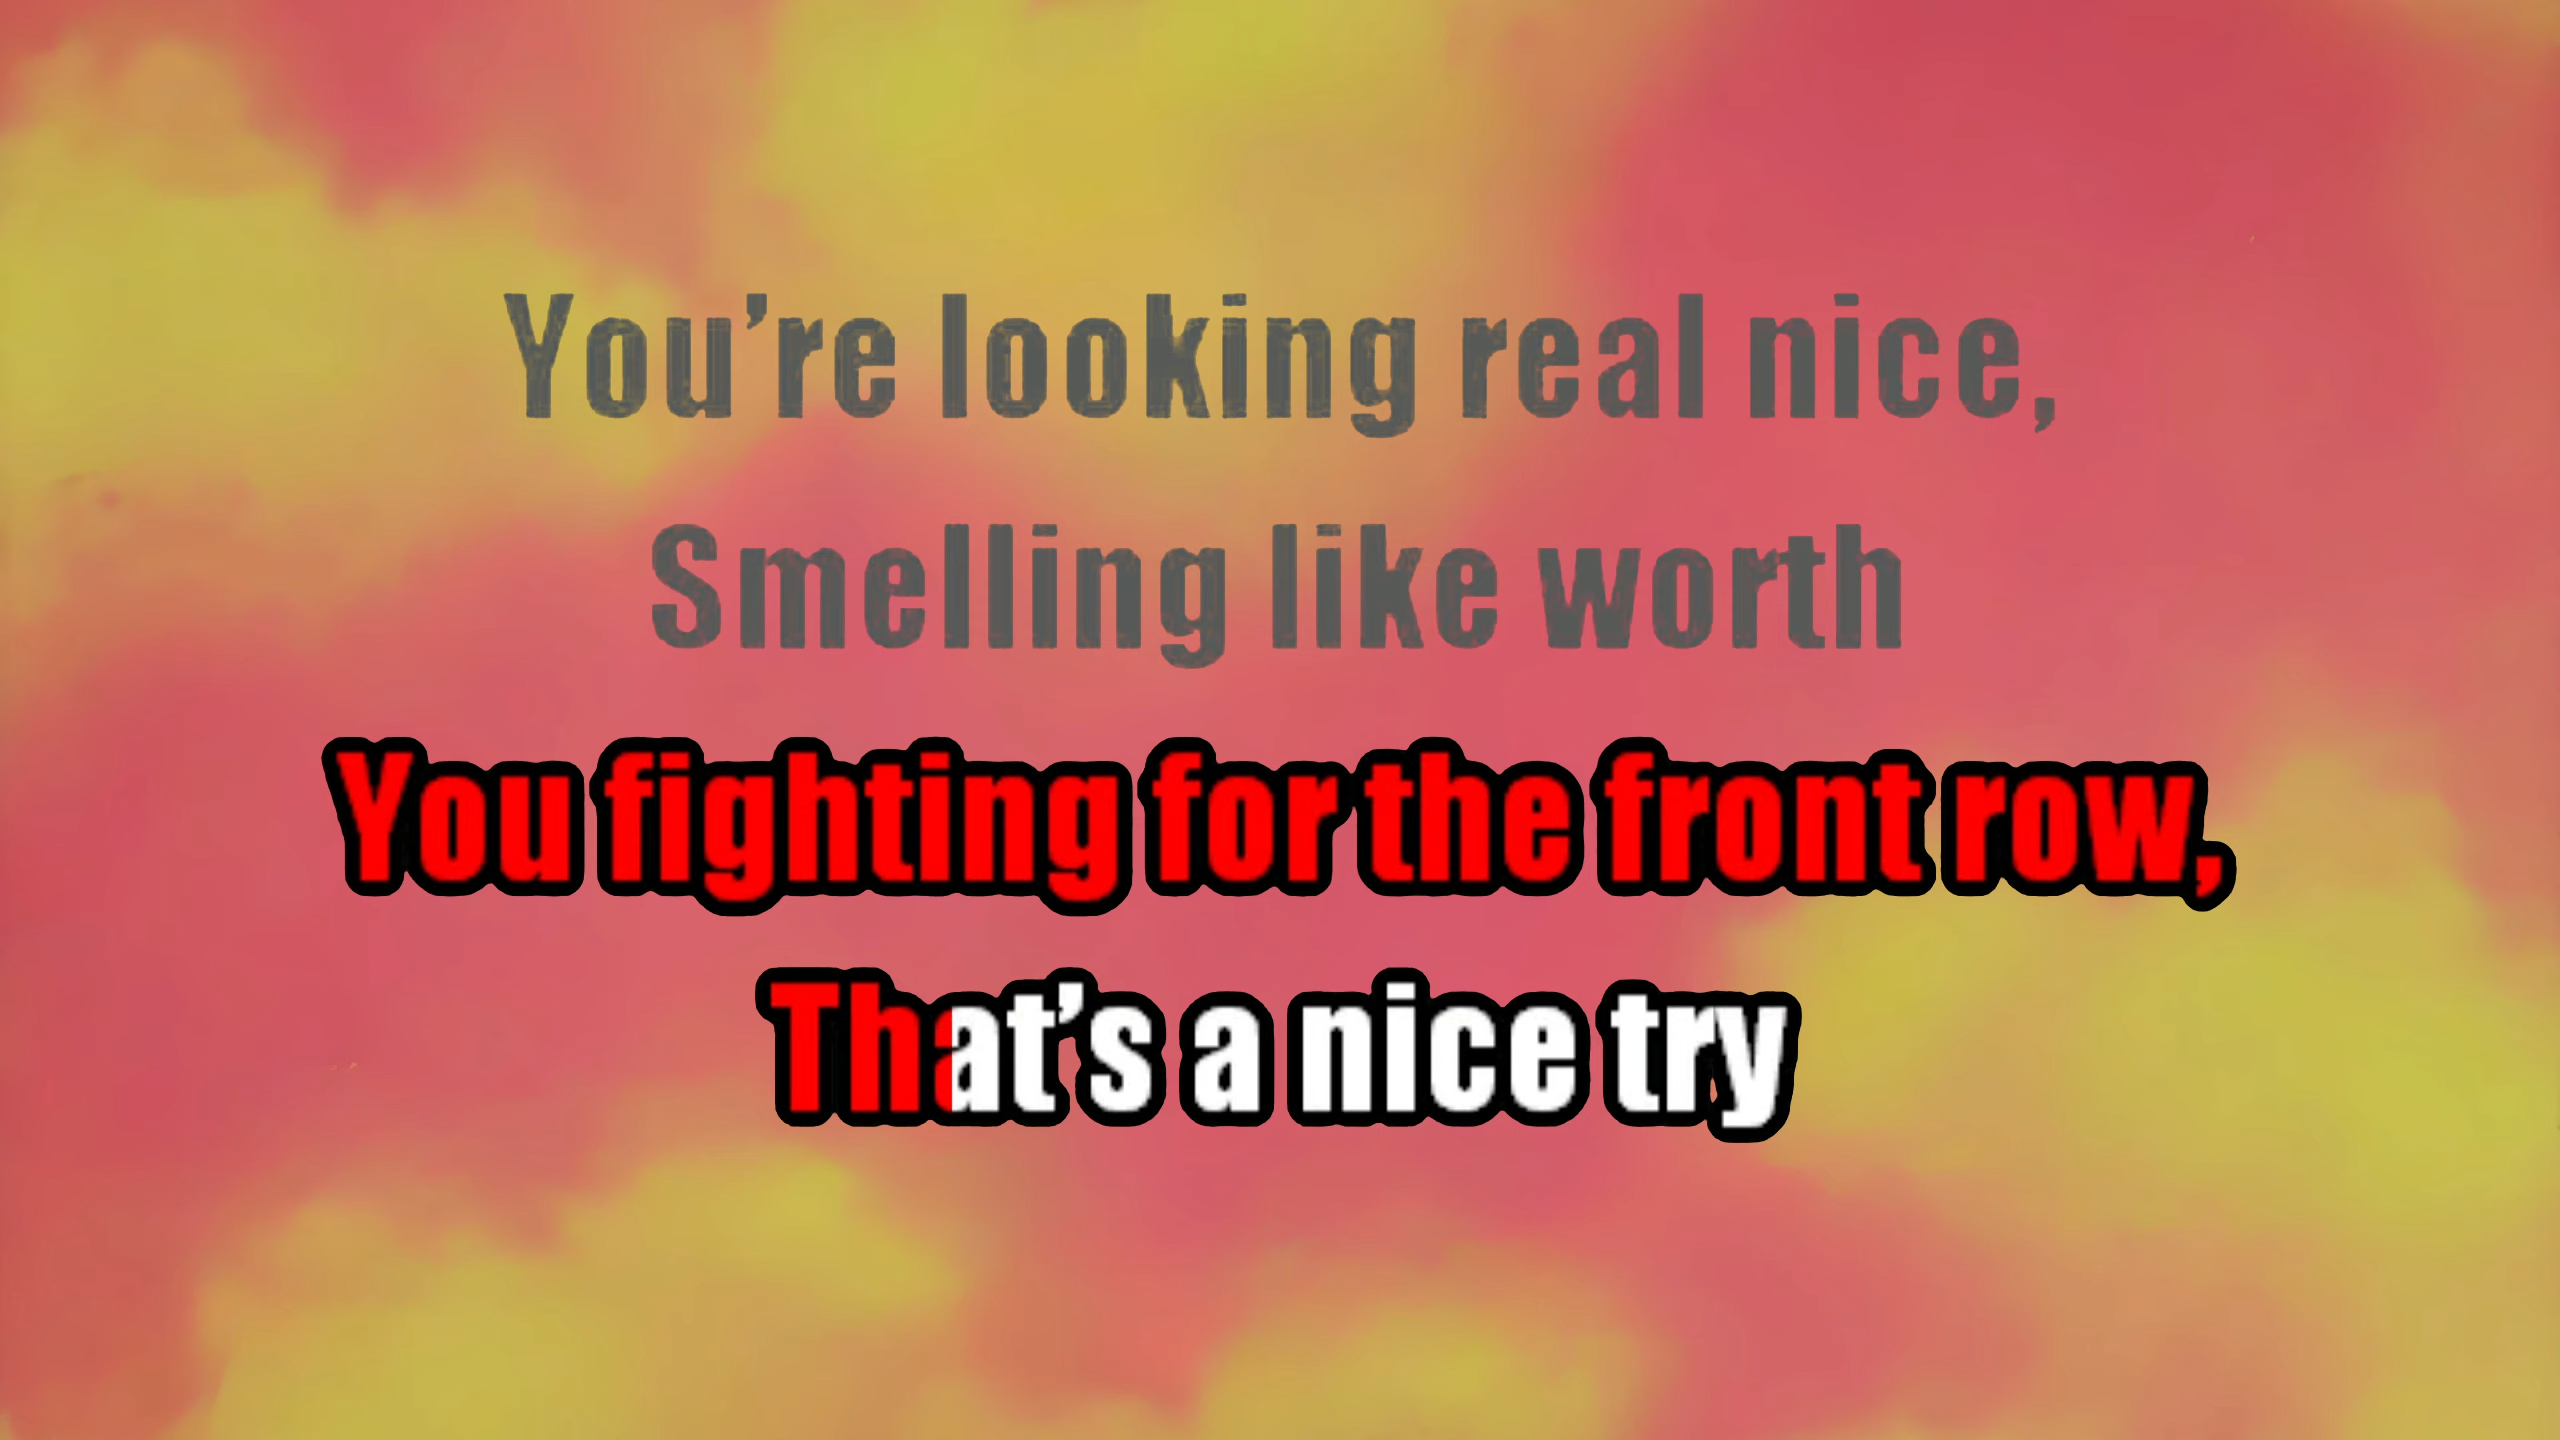 You’re looking real nice,
Smelling like worth
You fighting for the front row,
That’s a nice try